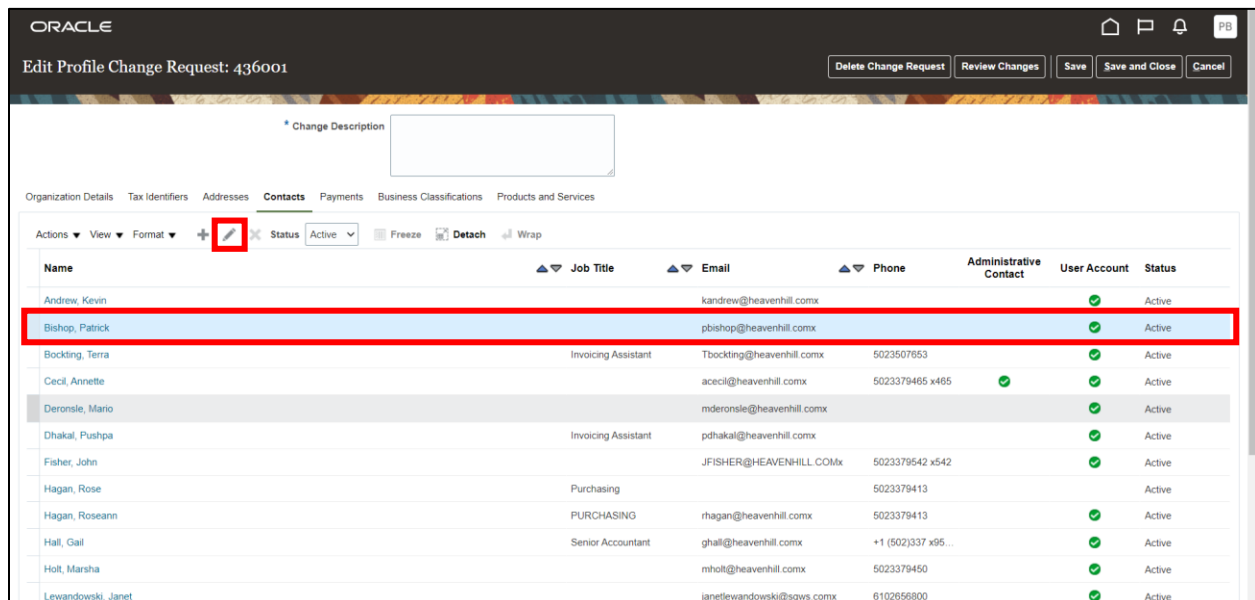 ORACLE
PB
Edit Profile Change Request: 436001
Delete Change Request Review Changes Save Save and Close Cancel
* Change Description
Organization Details Tax Identifiers Addresses Contacts Payments Business Classifications Products and Services
Actions View Format Status Active Freeze Detach Wrap
Name Job Title Email Phone Administrative Contact User Account Status
Andrew, Kevin kandrew@heavenhill.comx Active
Bishop, Patrick pbishop@heavenhill.comx Active
Bockting, Terra Invoicing Assistant Tbockting@heavenhill.comx 5023507653 Active
Cecil, Annette acecil@heavenhill.comx 5023379465 x465 Active
Deronsle, Mario mderonsle@heavenhill.comx Active
Dhakal, Pushpa Invoicing Assistant pdhakal@heavenhill.comx Active
Fisher, John JFISHER@HEAVENHILL.COMx 5023379542 x542 Active
Hagan, Rose Purchasing 5023379413 Active
Hagan, Roseann PURCHASING rhagan@heavenhill.comx 5023379413 Active
Hall, Gail Senior Accountant ghall@heavenhill.comx +1 (502)337 x95... Active
Holt, Marsha mholt@heavenhill.comx 5023379450 Active
Lewandowski, Janet janetlewandowski@sgws.comx 6102656800 Active